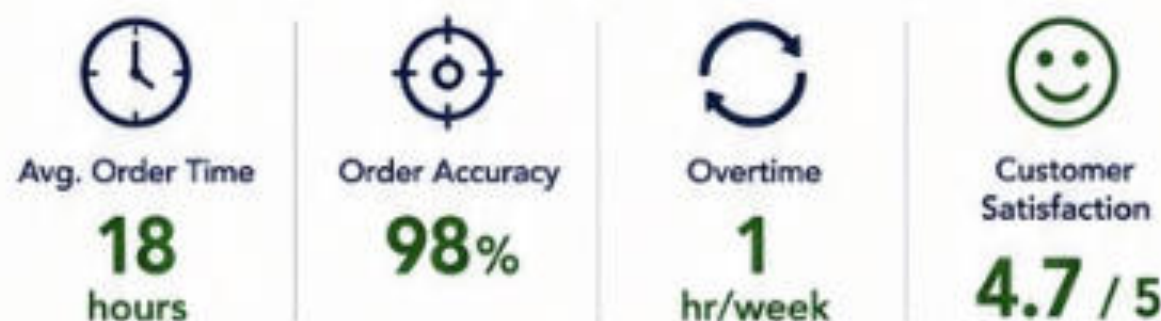 Avg. Order Time
18
hours
Order Accuracy
98%
Overtime
1
hr/week
Customer
Satisfaction
4.7 / 5